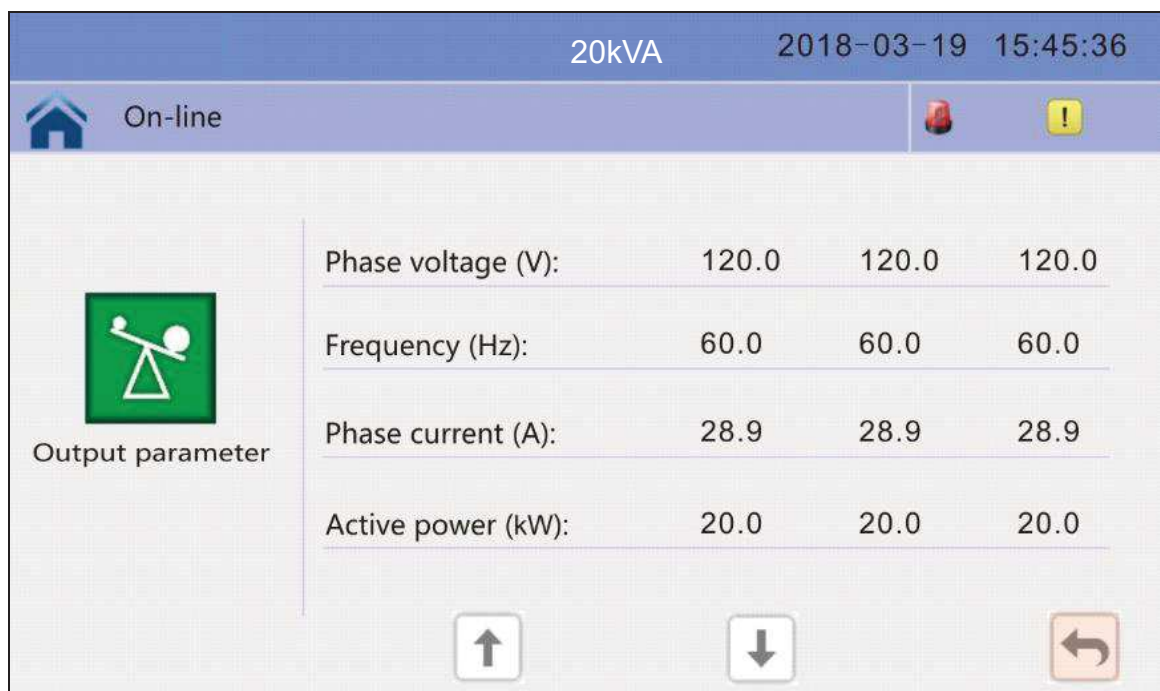 20kVA 2018-03-19 15:45:36
On-line !
Phase voltage (V): 120.0 120.0 120.0
Frequency (Hz): 60.0 60.0 60.0
Phase current (A): 28.9 28.9 28.9
Output parameter
Active power (kW): 20.0 20.0 20.0